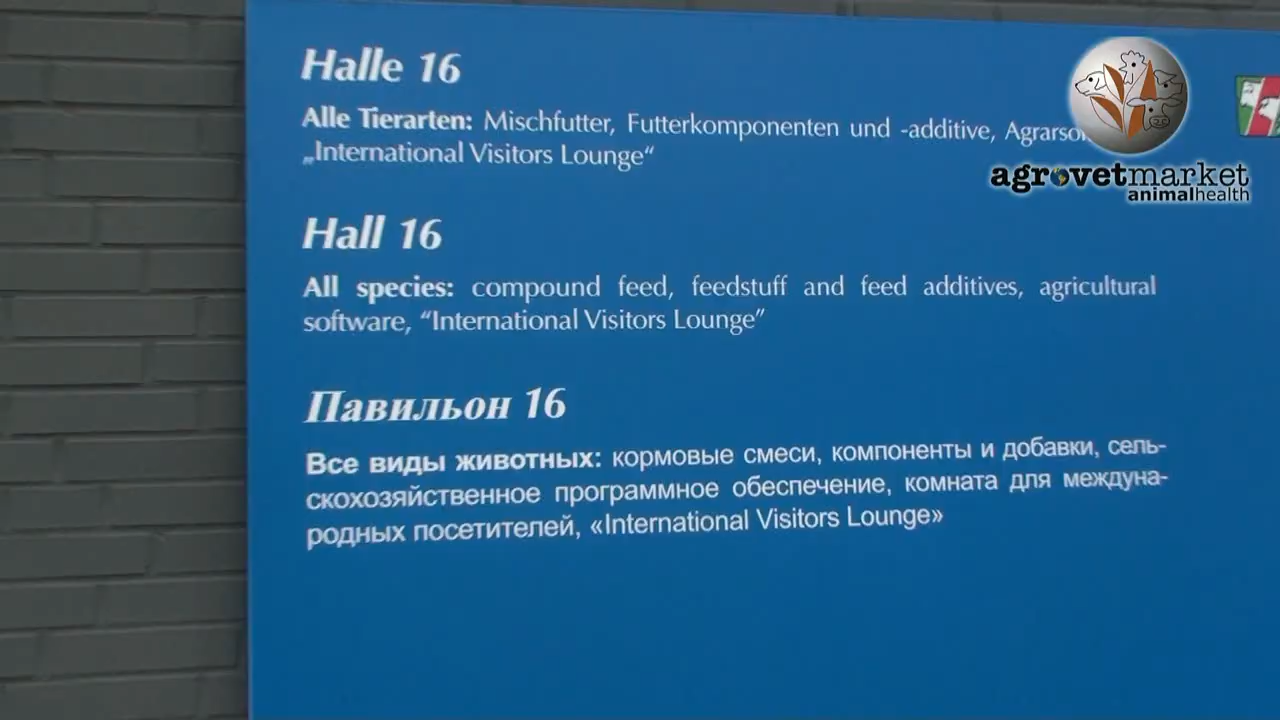 Halle 16
Alle Tierarten: Mischfutter, Futterkomponenten und -additive,
„International Visitors Lounge“
Hall 16
All species: compound feed, feedstuff and feed additives, agricultural
software, “International Visitors Lounge”
Павильон 16
Все виды животных: кормовые смеси, компоненты и добавки, сель-
скохозяйственное программное обеспечение, комната для междуна-
родных посетителей, «International Visitors Lounge»
agrovetmarket
animalhealth